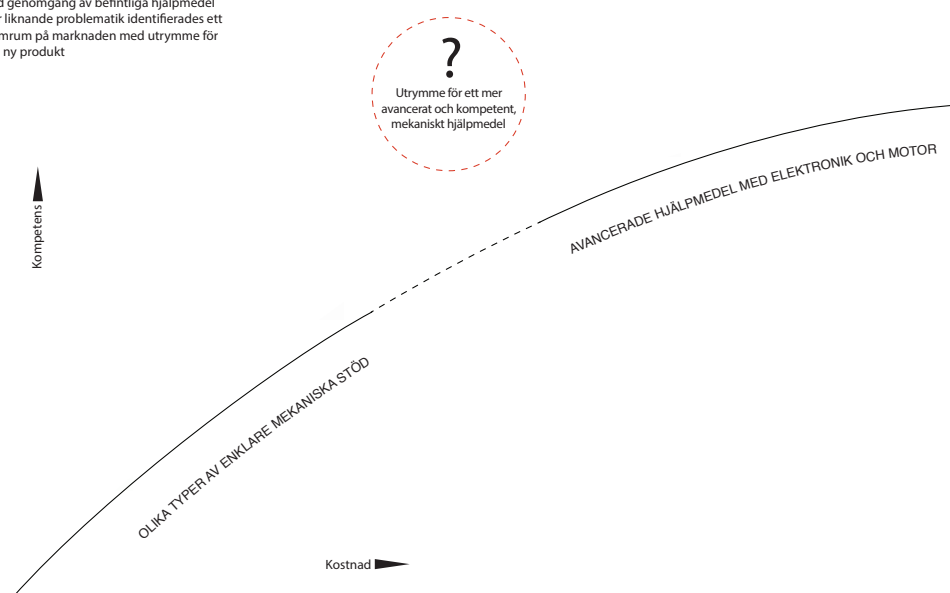 genomgång av befintliga hjälpmedel
liknande problematik identifierades ett
på marknaden med utrymme för
ny produkt
?
Utrymme för ett mer
avancerat och kompetent,
mekaniskt hjälpmedel
AVANCERADE HJÄLPMEDEL MED ELEKTRONIK OCH MOTOR
Kompetens
OLIKA TYPER AV ENKLARE MEKANISKA STÖD
Kostnad